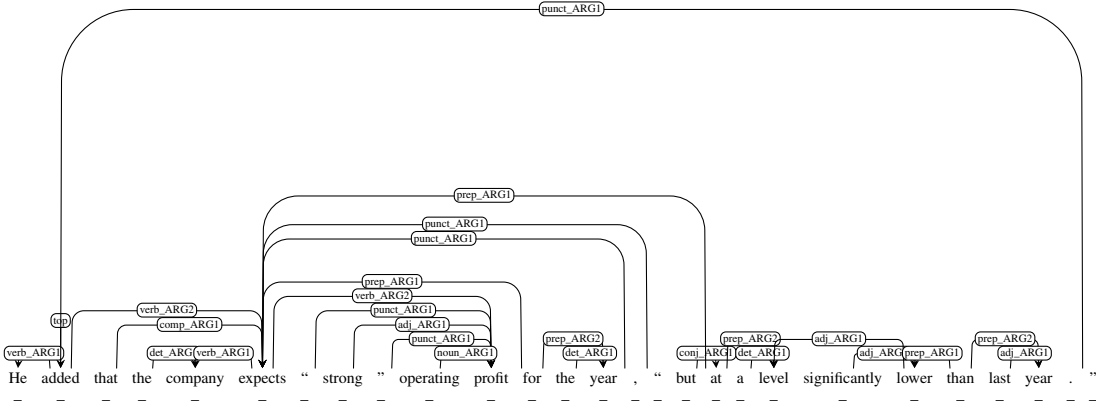 punct_ARG1
prep_ARG1
punct_ARG1
punct_ARG1
prep_ARG1
verb_ARG2
verb_ARG2 punct_ARG1
top comp_ARG1 adj_ARG1
punct_ARG1 prep_ARG2 prep_ARG2 adj_ARG1 prep_ARG2
verb_ARG1 det_ARG verb_ARG1 noun_ARG1 det_ARG1 conj_ARG1 det_ARG1 adj_ARG prep_ARG1 adj_ARG1
He added that the company expects “ strong ” operating profit for the year , “ but at a level significantly lower than last year . ”
_ _ _ _ _ _ _ _ _ _ _ _ _ _ _ _ _ _ _ _ _ _ _ _ _ _ _